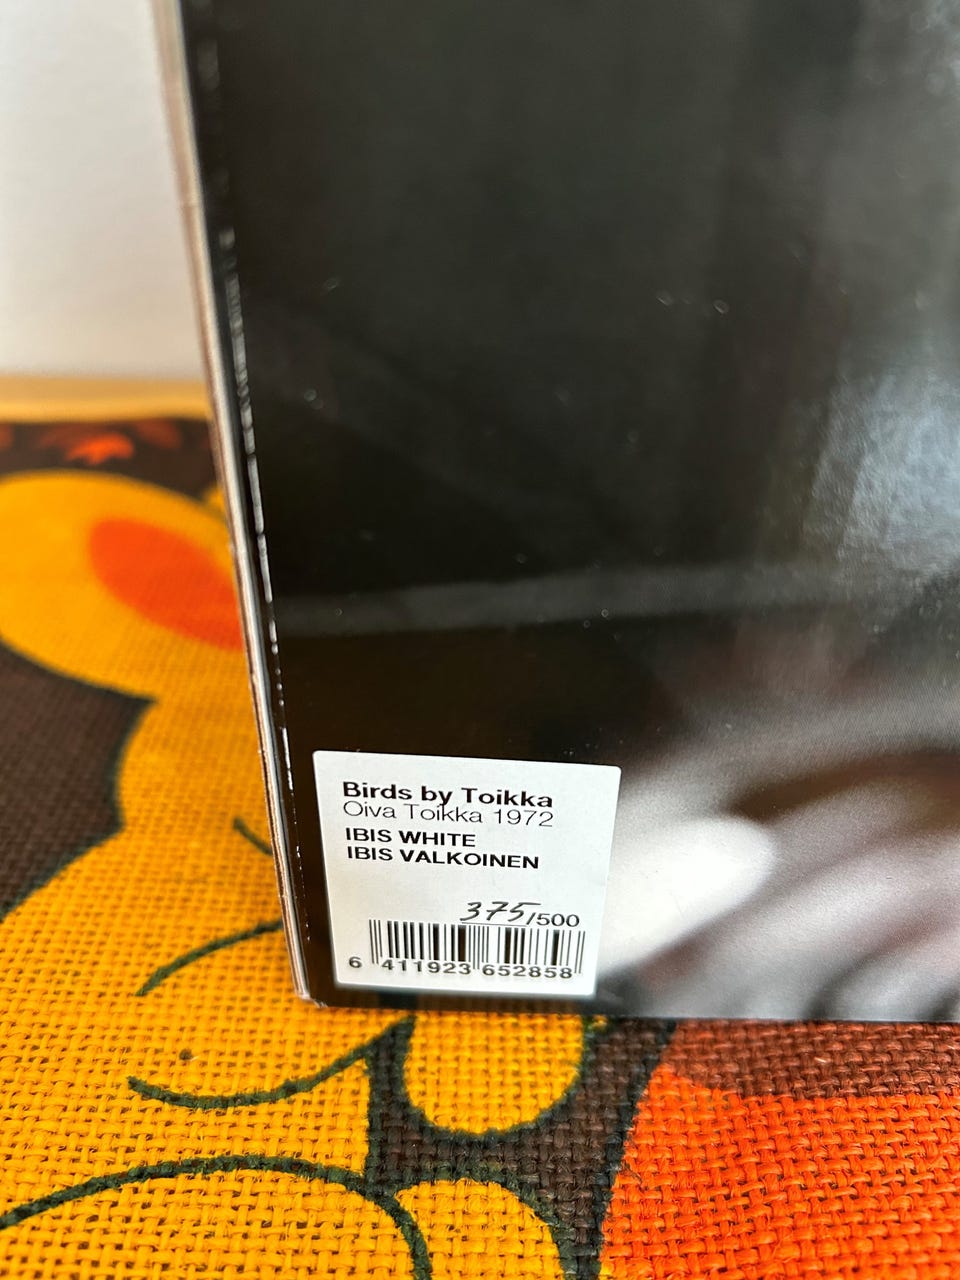 Birds by Toikka
Oiva Toikka 1972
IBIS WHITE
IBIS VALKOINEN
375/500
6 411923 652858